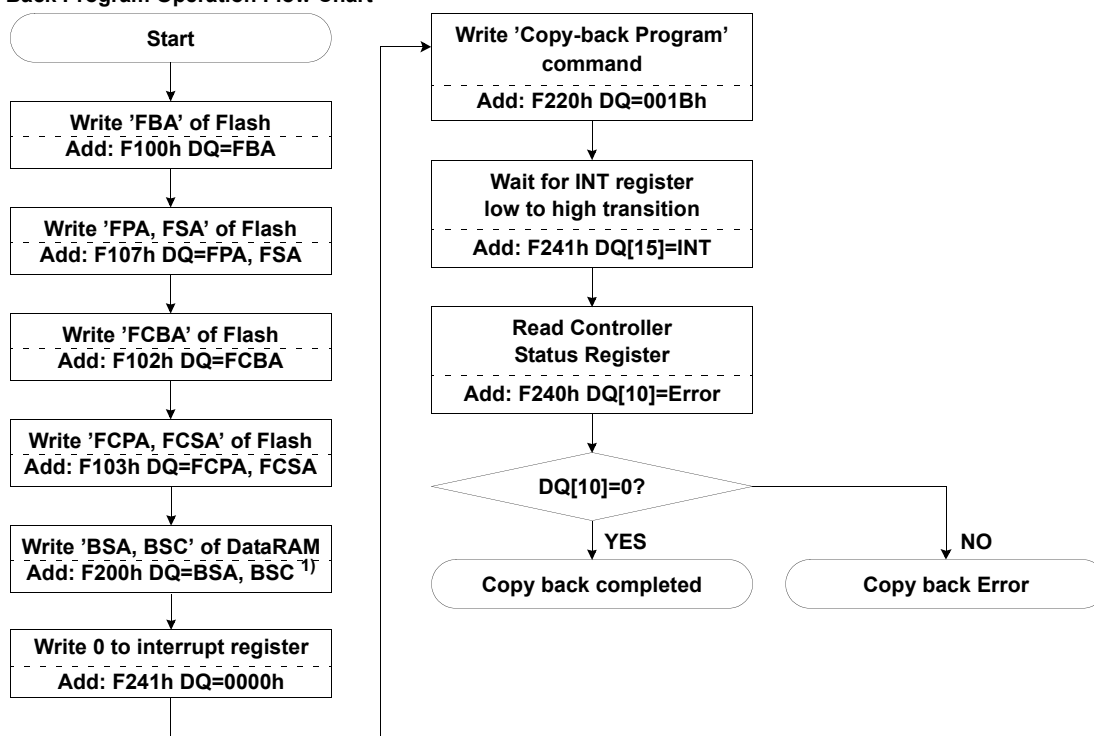 Back Program Operation Flow Chart
Start
Write 'FBA' of Flash
Add: F100h DQ=FBA
Write 'FPA, FSA' of Flash
Add: F107h DQ=FPA, FSA
Write 'FCBA' of Flash
Add: F102h DQ=FCBA
Write 'FCPA, FCSA' of Flash
Add: F103h DQ=FCPA, FCSA
Write 'BSA, BSC' of DataRAM
Add: F200h DQ=BSA, BSC 1)
Write 0 to interrupt register
Add: F241h DQ=0000h
Write 'Copy-back Program'
command
Add: F220h DQ=001Bh
Wait for INT register
low to high transition
Add: F241h DQ[15]=INT
Read Controller
Status Register
Add: F240h DQ[10]=Error
DQ[10]=0?
YES
NO
Copy back completed
Copy back Error